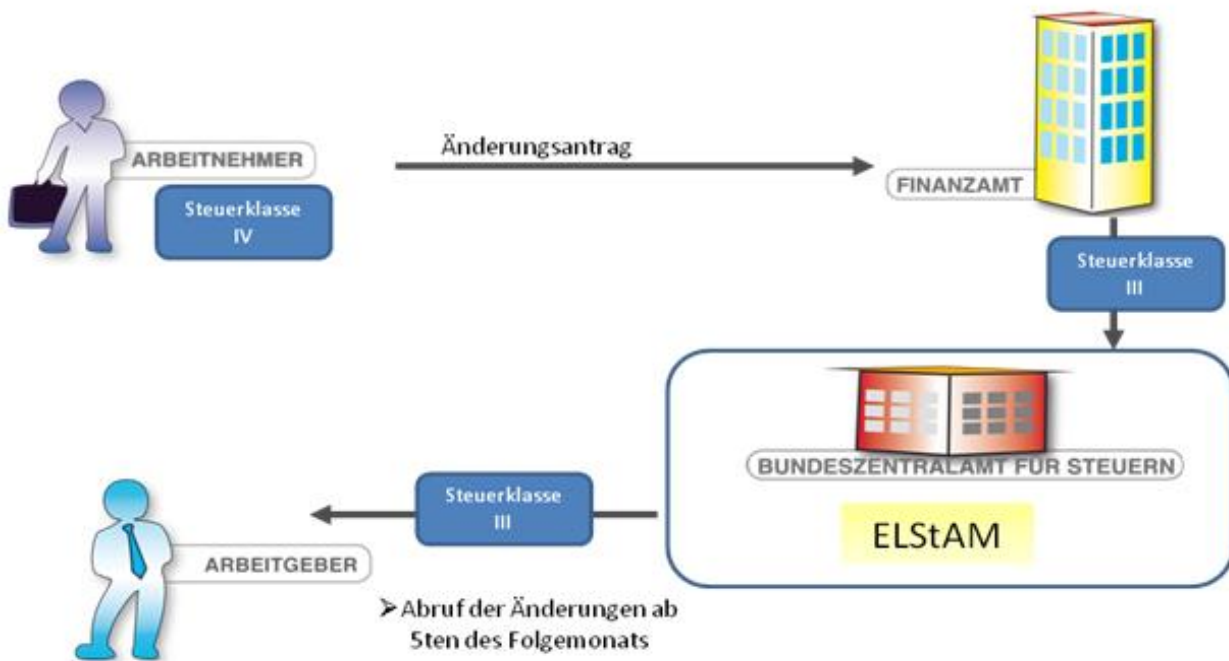 Änderungsantrag
ARBEITNEHMER
Steuerklasse
IV
FINANZAMT
Steuerklasse
III
BUNDESZENTRALAMT FÜR STEUERN
ELStAM
Steuerklasse
III
ARBEITGEBER
➤Abruf der Änderungen ab
5ten des Folgemonats